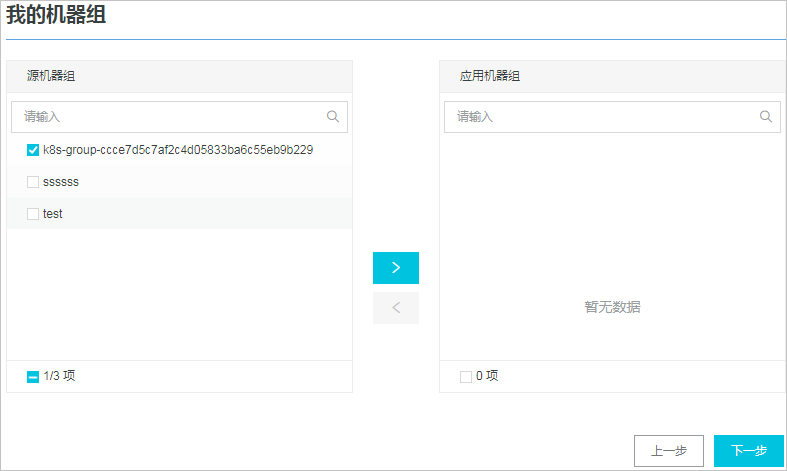 我的机器组
源机器组
请输入
k8s-group-ccce7d5c7af2c4d05833ba6c55eb9b229
ssssss
test
1/3 项
应用机器组
请输入
暂无数据
0 项
上一步
下一步